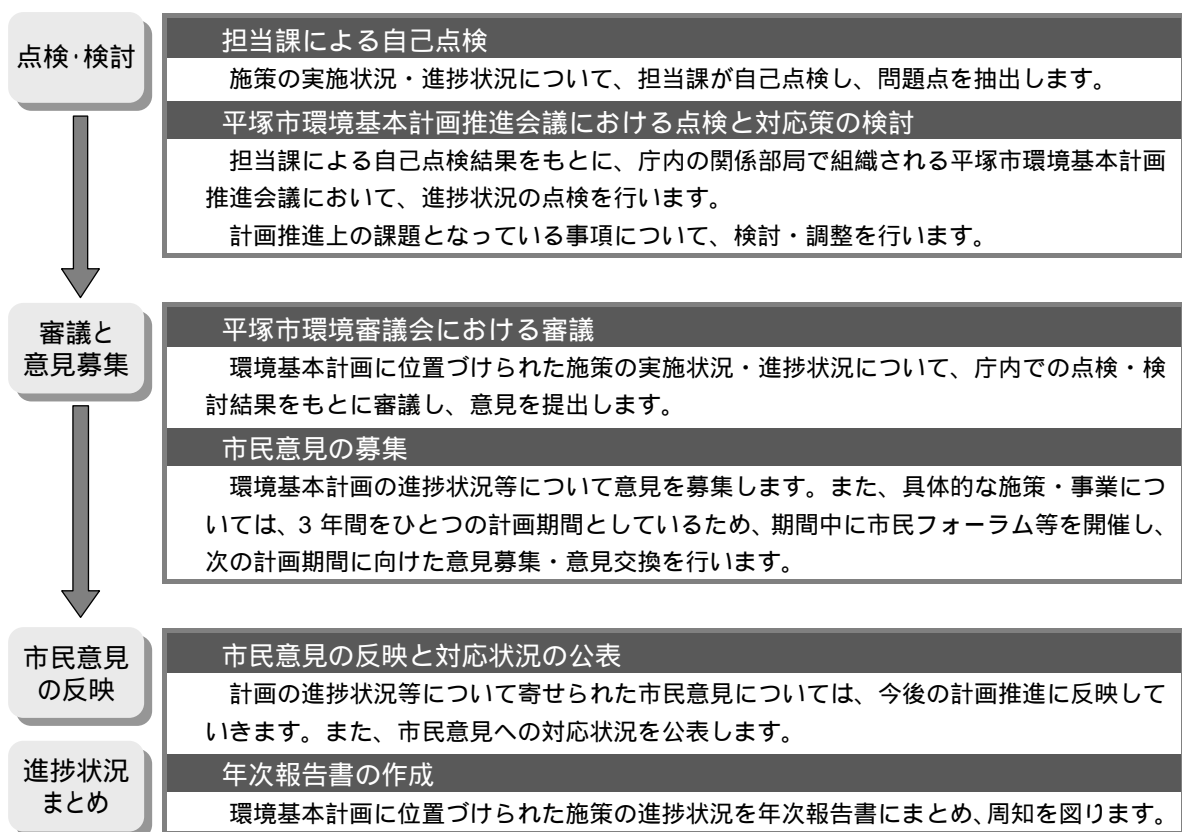 点検・検討
担当課による自己点検
施策の実施状況・進捗状況について、担当課が自己点検し、問題点を抽出します。
平塚市環境基本計画推進会議における点検と対応策の検討
担当課による自己点検結果をもとに、庁内の関係部局で組織される平塚市環境基本計画
推進会議において、進捗状況の点検を行います。
計画推進上の課題となっている事項について、検討・調整を行います。
審議と
意見募集
平塚市環境審議会における審議
環境基本計画に位置づけられた施策の実施状況・進捗状況について、庁内での点検・検
討結果をもとに審議し、意見を提出します。
市民意見の募集
環境基本計画の進捗状況等について意見を募集します。また、具体的な施策・事業につ
いては、3 年間をひとつの計画期間としているため、期間中に市民フォーラム等を開催し、
次の計画期間に向けた意見募集・意見交換を行います。
市民意見
の反映
市民意見の反映と対応状況の公表
計画の進捗状況等について寄せられた市民意見については、今後の計画推進に反映して
いきます。また、市民意見への対応状況を公表します。
進捗状況
まとめ
年次報告書の作成
環境基本計画に位置づけられた施策の進捗状況を年次報告書にまとめ、周知を図ります。